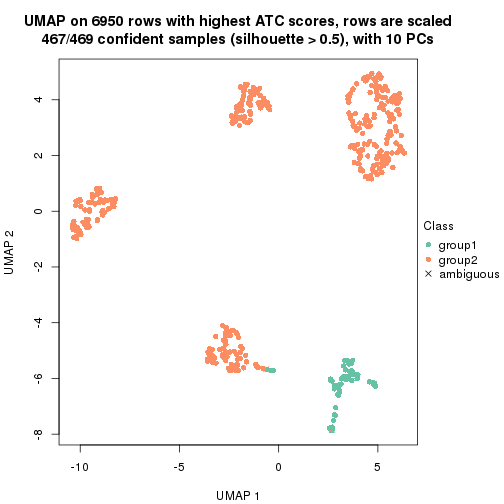 UMAP on 6950 rows with highest ATC scores, rows are scaled
467/469 confident samples (silhouette > 0.5), with 10 PCs
4
2
0
-2
-4
-6
-8
UMAP 2
-10
-5
0
5
UMAP 1
Class
group1
group2
ambiguous